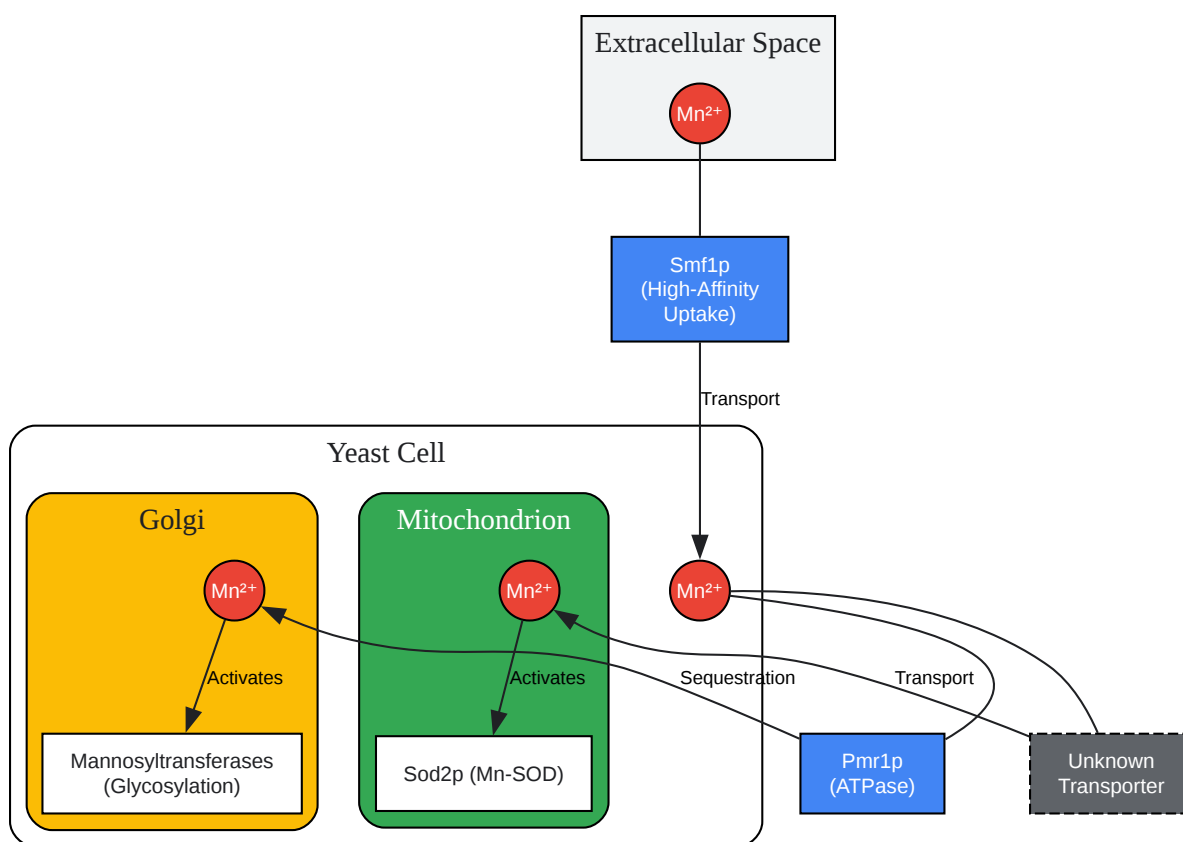 Extracellular Space
Mn²⁺
Smf1p
(High-Affinity
Uptake)
Transport
Yeast Cell
Golgi
Mitochondrion
Mn²⁺
Mn²⁺
Mn²⁺
Activates
Activates
Sequestration
Transport
Mannosyltransferases
(Glycosylation)
Sod2p (Mn-SOD)
Pmr1p
(ATPase)
Unknown
Transporter